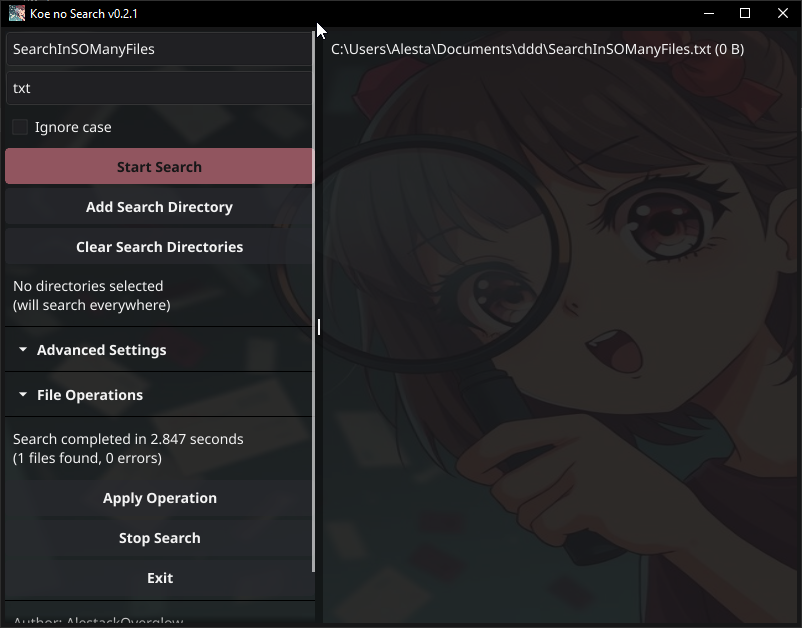 Koe no Search v0.2.1
SearchInSOManyFiles
txt
Ignore case
Start Search
Add Search Directory
Clear Search Directories
No directories selected
(will search everywhere)
Advanced Settings
File Operations
Search completed in 2.847 seconds
(1 files found, 0 errors)
Apply Operation
Stop Search
Exit
Author: AlestackOverglow
C:\Users\Alesta\Documents\ddd\SearchInSOManyFiles.txt (0 B)